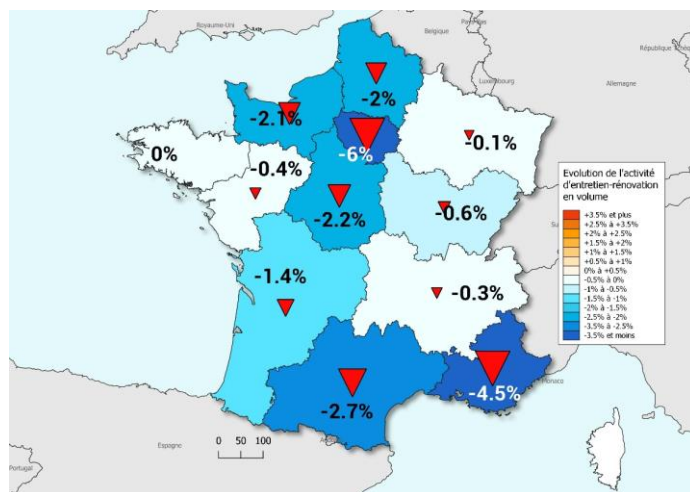 Royaume-Uni
Belgique
Luxembourg
Allemagne
-2%
-2.1%
-6%
-0.1%
0%
-0.4%
-2.2%
-0.6%
-1.4%
-0.3%
-2.7%
-4.5%
Evolution de l'activité
d'entretien-rénovation
en volume
+3.5% et plus
+2.5% à +3.5%
+2% à +2.5%
+1.5% à +2%
+1% à +1.5%
+0.5% à +1%
0% à +0.5%
-0.5% à 0%
-1% à -0.5%
-1.5% à -1%
-2% à -1.5%
-2.5% à -2%
-3.5% à -2.5%
-3.5% et moins
Monaco
Espagne
Portugal
0 50 100